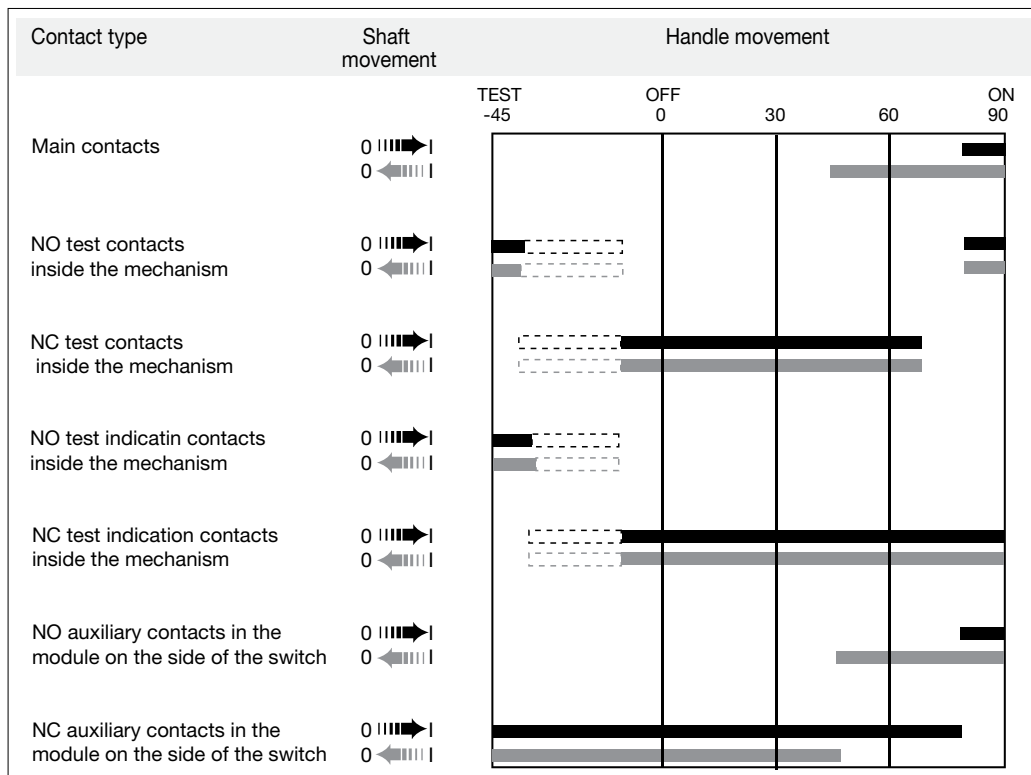 Contact type Shaft movement Handle movement
TEST OFF ON
-45 0 30 60 90
Main contacts 0 I
0 I
NO test contacts 0 I
inside the mechanism 0 I
NC test contacts 0 I
inside the mechanism 0 I
NO test indicatin contacts 0 I
inside the mechanism 0 I
NC test indication contacts 0 I
inside the mechanism 0 I
NO auxiliary contacts in the 0 I
module on the side of the switch 0 I
NC auxiliary contacts in the 0 I
module on the side of the switch 0 I